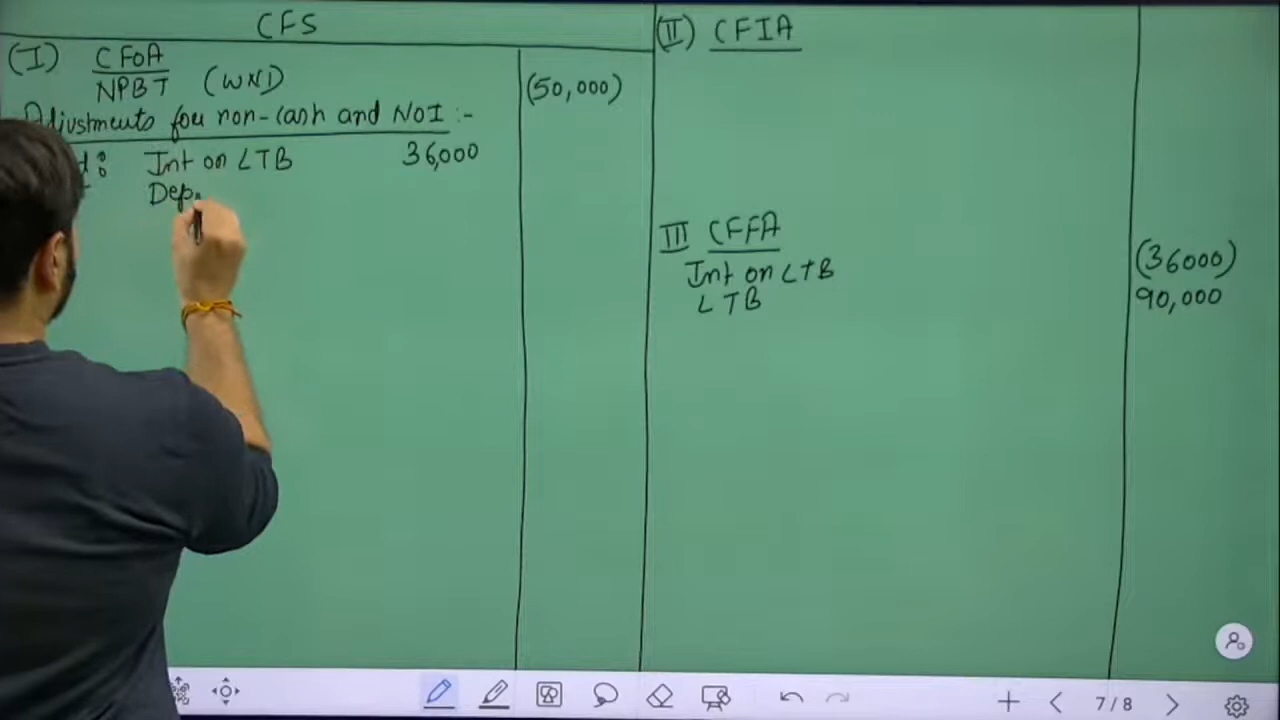 CFS
(I) CFOA
NPBT (WN1) (50,000)
Adjustments for non-cash and NOI :-
Int on LTB 36,000
Dep.
(II) CFIA
III CFFA
Int on LTB (36000)
LTB 90,000
7 / 8